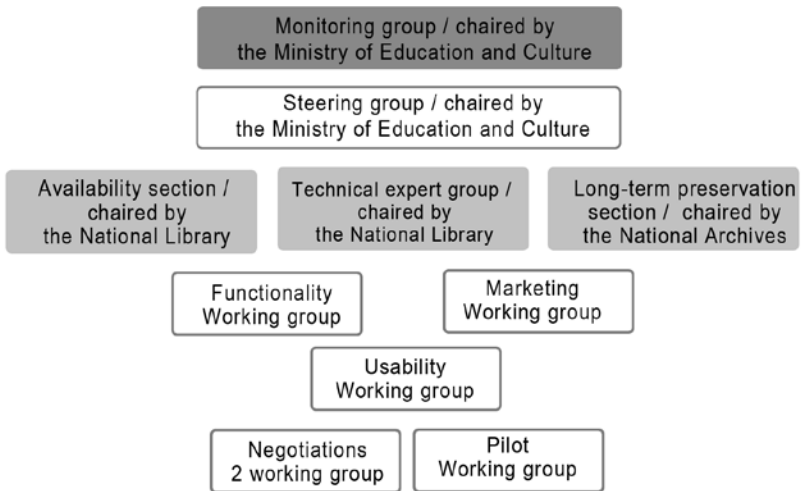 Monitoring group / chaired by
the Ministry of Education and Culture
Steering group / chaired by
the Ministry of Education and Culture
Availability section /
chaired by
the National Library
Technical expert group /
chaired by
the National Library
Long-term preservation
section / chaired by
the National Archives
Functionality
Working group
Marketing
Working group
Usability
Working group
Negotiations
2 working group
Pilot
Working group